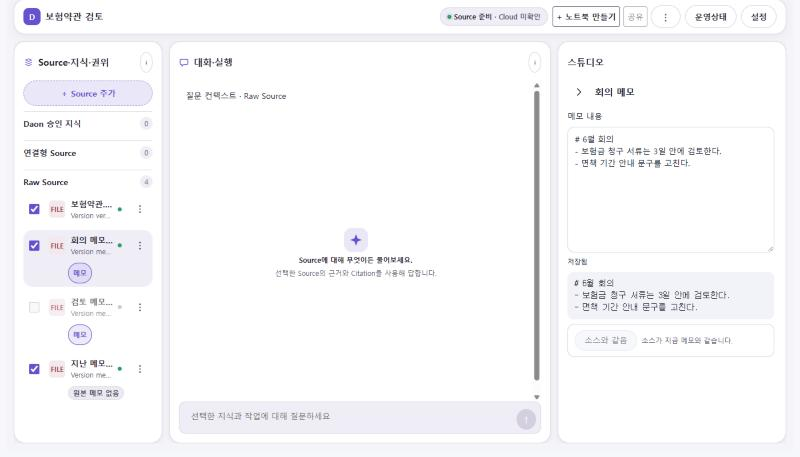 D 보험약관 검토
Source 준비 · Cloud 미확인
+ 노트북 만들기
공유
⋮
운영상태
설정
Source·지식·권위
+ Source 추가
Daon 승인 지식 0
연결형 Source 0
Raw Source 4
FILE 보험약관....
Version ver...
FILE 회의 메모...
Version me...
메모
FILE 검토 메모...
Version me...
메모
FILE 지난 메모...
Version me...
원본 메모 없음
대화·실행
질문 컨텍스트 · Raw Source
Source에 대해 무엇이든 물어보세요.
선택한 Source의 근거와 Citation을 사용해 답합니다.
선택한 지식과 작업에 대해 질문하세요
↑
스튜디오
회의 메모
메모 내용
# 6월 회의
- 보험금 청구 서류는 3일 안에 검토한다.
- 면책 기간 안내 문구를 고친다.
저장됨
# 6월 회의
- 보험금 청구 서류는 3일 안에 검토한다.
- 면책 기간 안내 문구를 고친다.
소스와 같음
소스가 지금 메모와 같습니다.